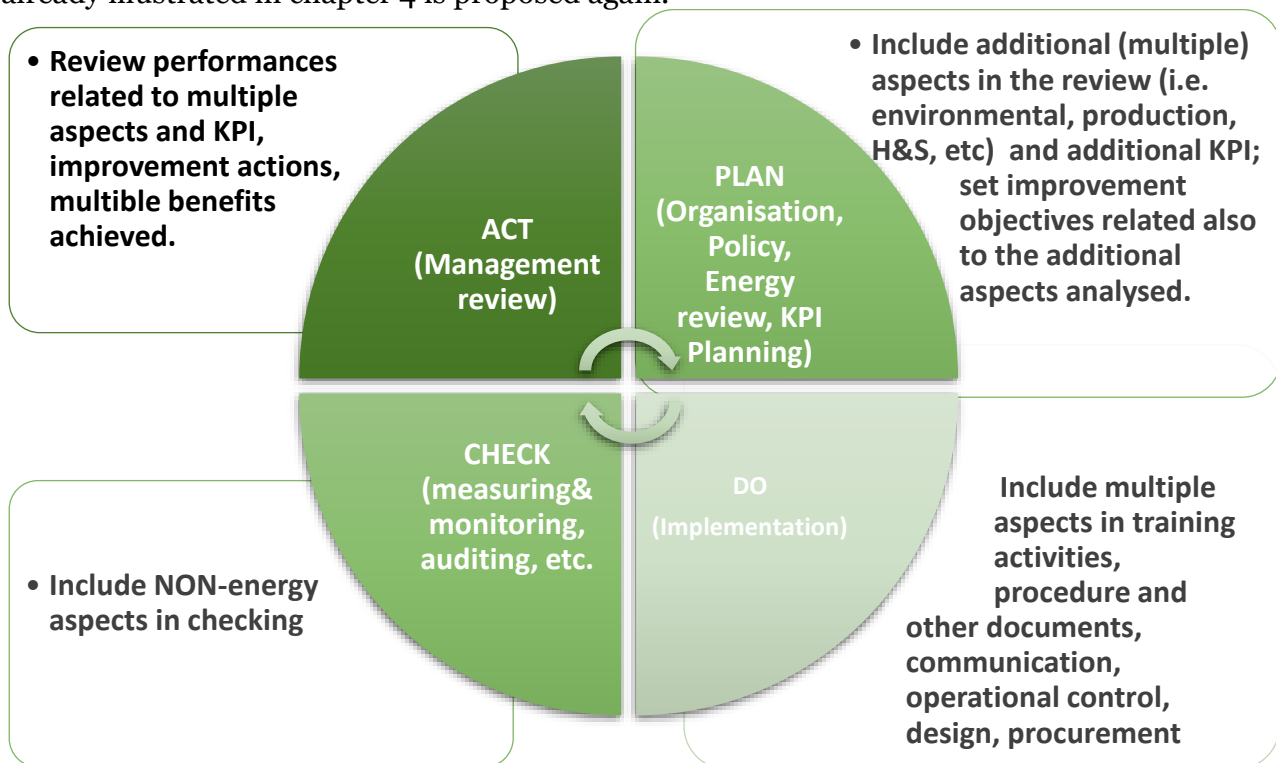 already illustrated in chapter 4 is proposed again.
• Review performances
related to multiple
aspects and KPI,
improvement actions,
multible benefits
achieved.
• Include additional (multiple)
aspects in the review (i.e.
environmental, production,
H&S, etc) and additional KPI;
set improvement
objectives related also
to the additional
aspects analysed.
ACT
(Management
review)
PLAN
(Organisation,
Policy,
Energy
review, KPI
Planning)
CHECK
(measuring&
monitoring,
auditing, etc.
DO
(Implementation)
• Include NON-energy
aspects in checking
Include multiple
aspects in training
activities,
procedure and
other documents,
communication,
operational control,
design, procurement